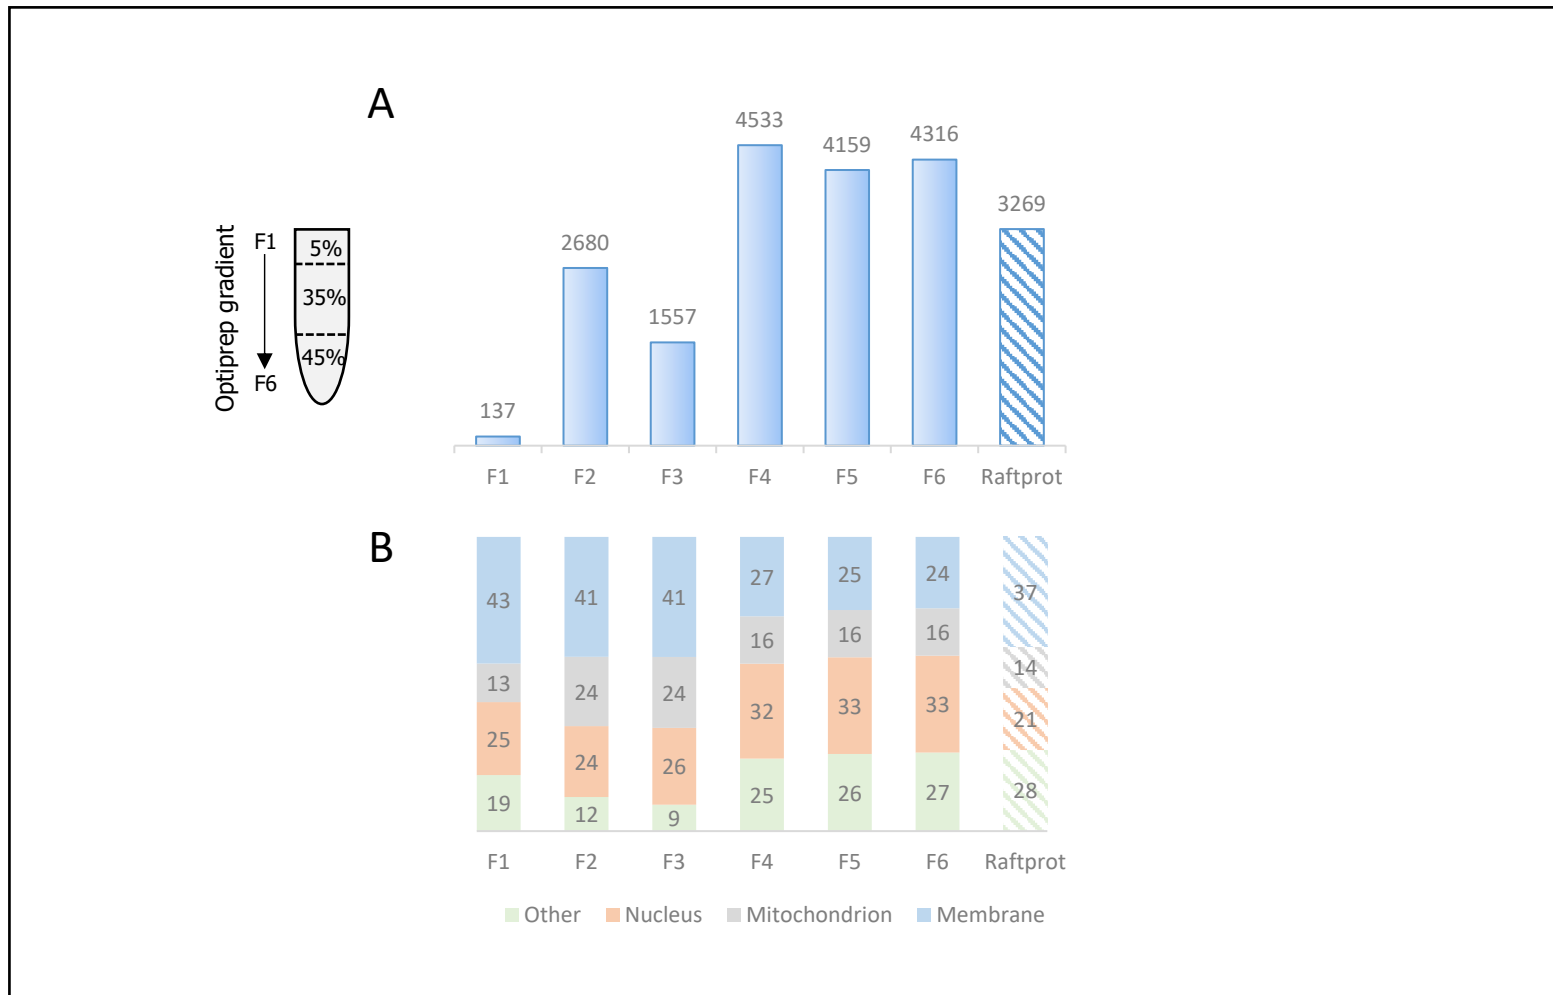 A
4533
4159
4316
3269
2680
1557
137
Optiprep gradient
F1
F6
5%
35%
45%
F1 F2 F3 F4 F5 F6 Raftprot
B
43 41 41 27 25 24 37
13 24 24 16 16 16 14
25 24 26 32 33 33 21
19 12 9 25 26 27 28
F1 F2 F3 F4 F5 F6 Raftprot
Other Nucleus Mitochondrion Membrane